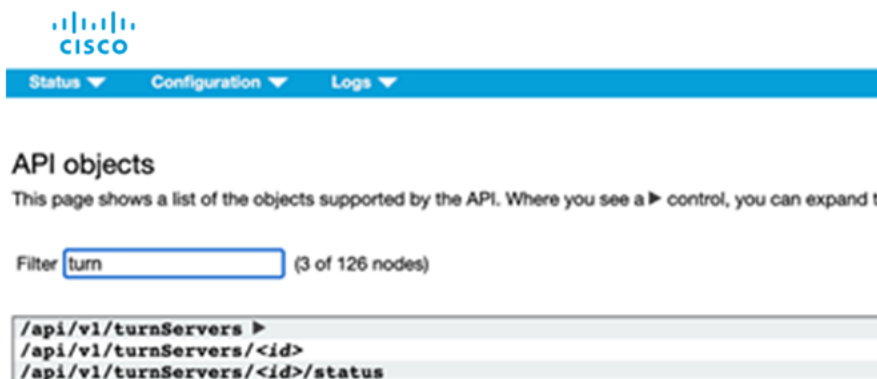 CISCO
Status Configuration Logs
API objects
This page shows a list of the objects supported by the API. Where you see a ▶ control, you can expand t
Filter turn (3 of 126 nodes)
/api/v1/turnServers ▶
/api/v1/turnServers/<id>
/api/v1/turnServers/<id>/status